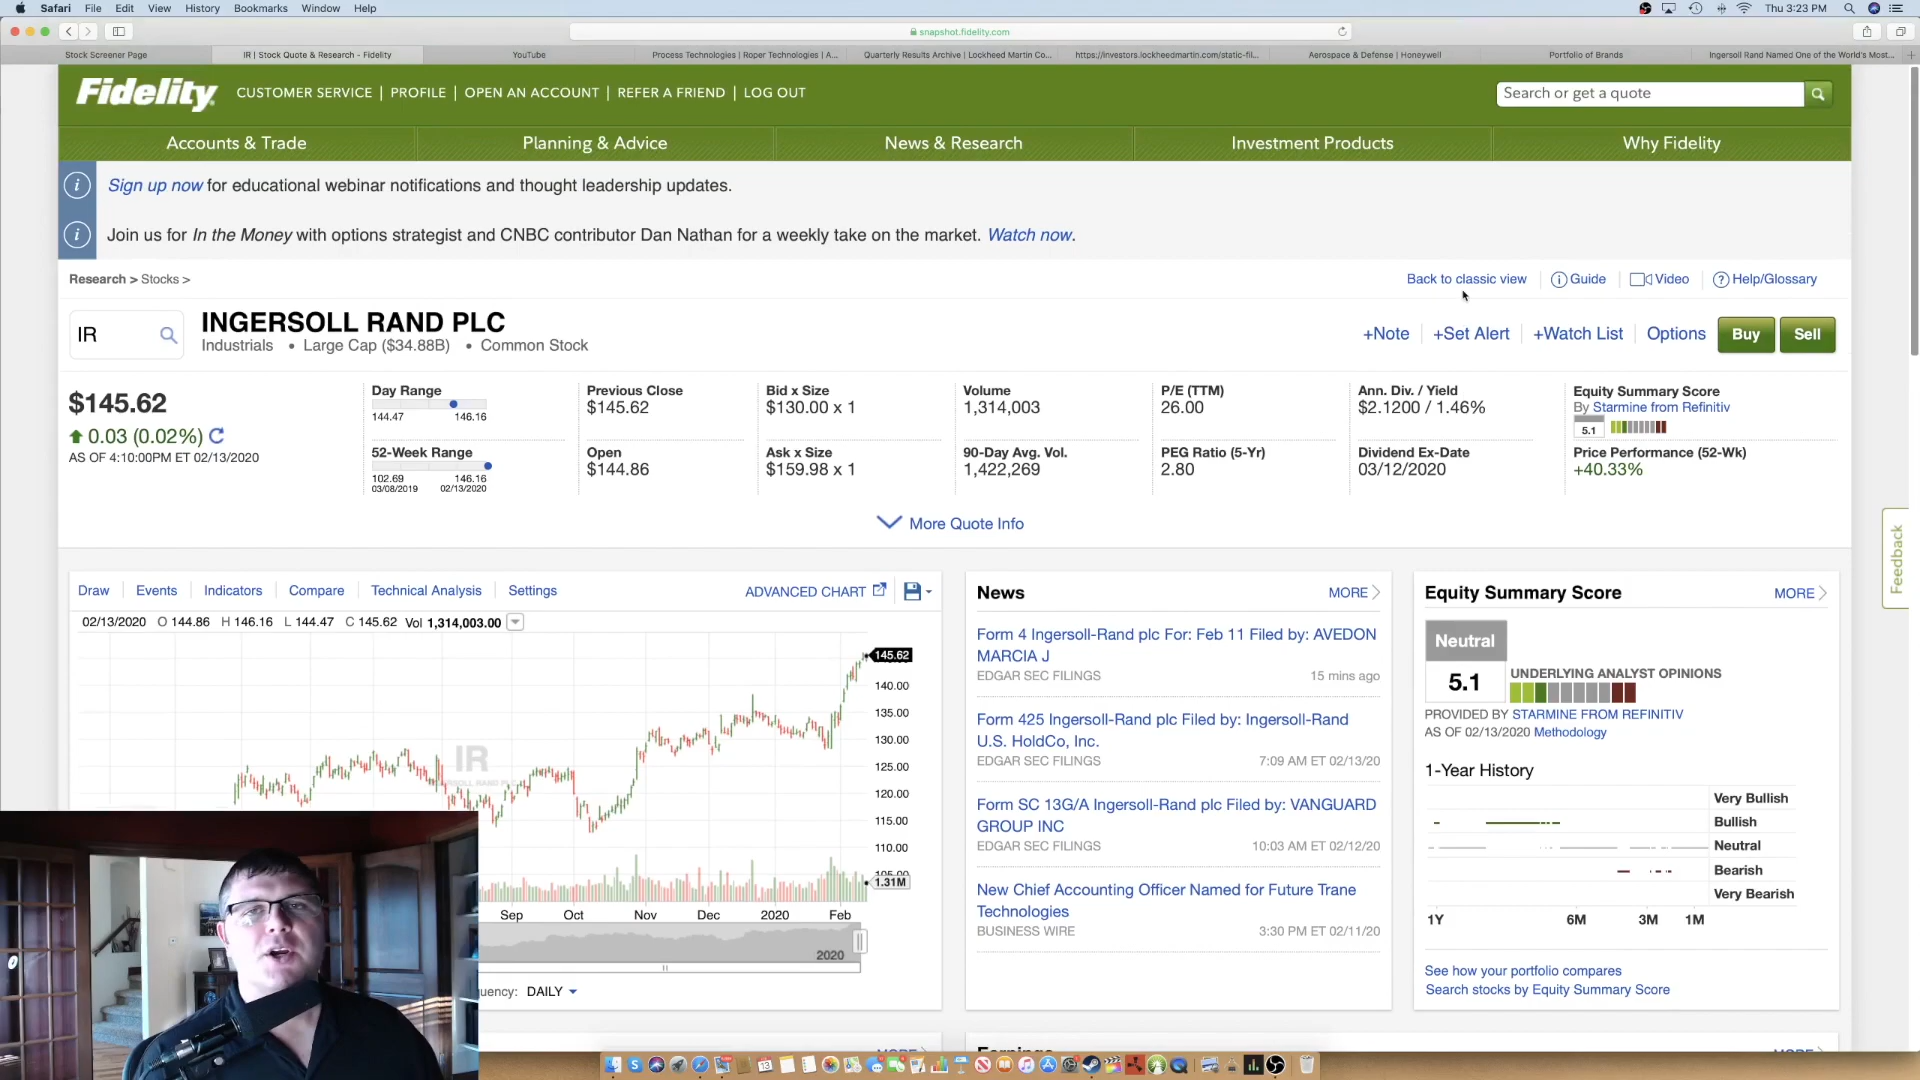 Safari File Edit View History Bookmarks Window Help Thu 3:23 PM
snapshot.fidelity.com
Stock Screener Page IR | Stock Quote & Research - Fidelity YouTube Process Technologies | Roper Technologies | A... Quarterly Results Archive | Lockheed Martin Co... https://investors.lockheedmartin.com/static-fil... Aerospace & Defense | Honeywell Portfolio of Brands Ingersoll Rand Named One of the World's Most...
Fidelity CUSTOMER SERVICE | PROFILE | OPEN AN ACCOUNT | REFER A FRIEND | LOG OUT Search or get a quote
Accounts & Trade Planning & Advice News & Research Investment Products Why Fidelity
Sign up now for educational webinar notifications and thought leadership updates.
Join us for In the Money with options strategist and CNBC contributor Dan Nathan for a weekly take on the market. Watch now.
Research > Stocks > Back to classic view Guide Video Help/Glossary
IR INGERSOLL RAND PLC +Note +Set Alert +Watch List Options Buy Sell
Industrials • Large Cap ($34.88B) • Common Stock
$145.62
0.03 (0.02%)
AS OF 4:10:00PM ET 02/13/2020
Day Range
144.47 146.16
52-Week Range
102.69 146.16
03/08/2019 02/13/2020
Previous Close
$145.62
Open
$144.86
Bid x Size
$130.00 x 1
Ask x Size
$159.98 x 1
Volume
1,314,003
90-Day Avg. Vol.
1,422,269
P/E (TTM)
26.00
PEG Ratio (5-Yr)
2.80
Ann. Div. / Yield
$2.1200 / 1.46%
Dividend Ex-Date
03/12/2020
Equity Summary Score
By Starmine from Refinitiv
5.1
Price Performance (52-Wk)
+40.33%
More Quote Info
Draw Events Indicators Compare Technical Analysis Settings ADVANCED CHART
02/13/2020 O 144.86 H 146.16 L 144.47 C 145.62 Vol 1,314,003.00
145.62
140.00
135.00
130.00
125.00
120.00
115.00
110.00
105.00
1.31M
IR
Sep Oct Nov Dec 2020 Feb
2020
uency: DAILY
News MORE
Form 4 Ingersoll-Rand plc For: Feb 11 Filed by: AVEDON
MARCIA J
EDGAR SEC FILINGS 15 mins ago
Form 425 Ingersoll-Rand plc Filed by: Ingersoll-Rand
U.S. HoldCo, Inc.
EDGAR SEC FILINGS 7:09 AM ET 02/13/20
Form SC 13G/A Ingersoll-Rand plc Filed by: VANGUARD
GROUP INC
EDGAR SEC FILINGS 10:03 AM ET 02/12/20
New Chief Accounting Officer Named for Future Trane
Technologies
BUSINESS WIRE 3:30 PM ET 02/11/20
Equity Summary Score MORE
Neutral
5.1
UNDERLYING ANALYST OPINIONS
PROVIDED BY STARMINE FROM REFINITIV
AS OF 02/13/2020 Methodology
1-Year History
Very Bullish
Bullish
Neutral
Bearish
Very Bearish
1Y 6M 3M 1M
See how your portfolio compares
Search stocks by Equity Summary Score
Feedback
MORE
Earnings
MORE